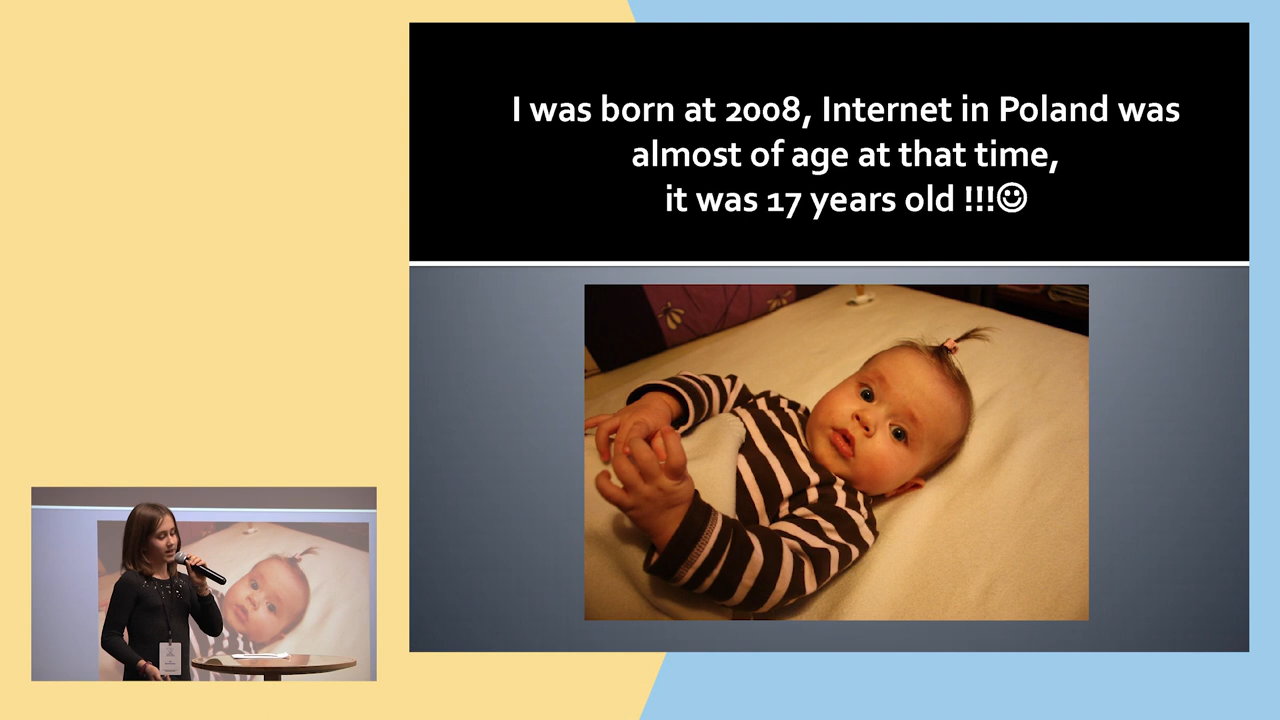 I was born at 2008, Internet in Poland was
almost of age at that time,
it was 17 years old !!!☺